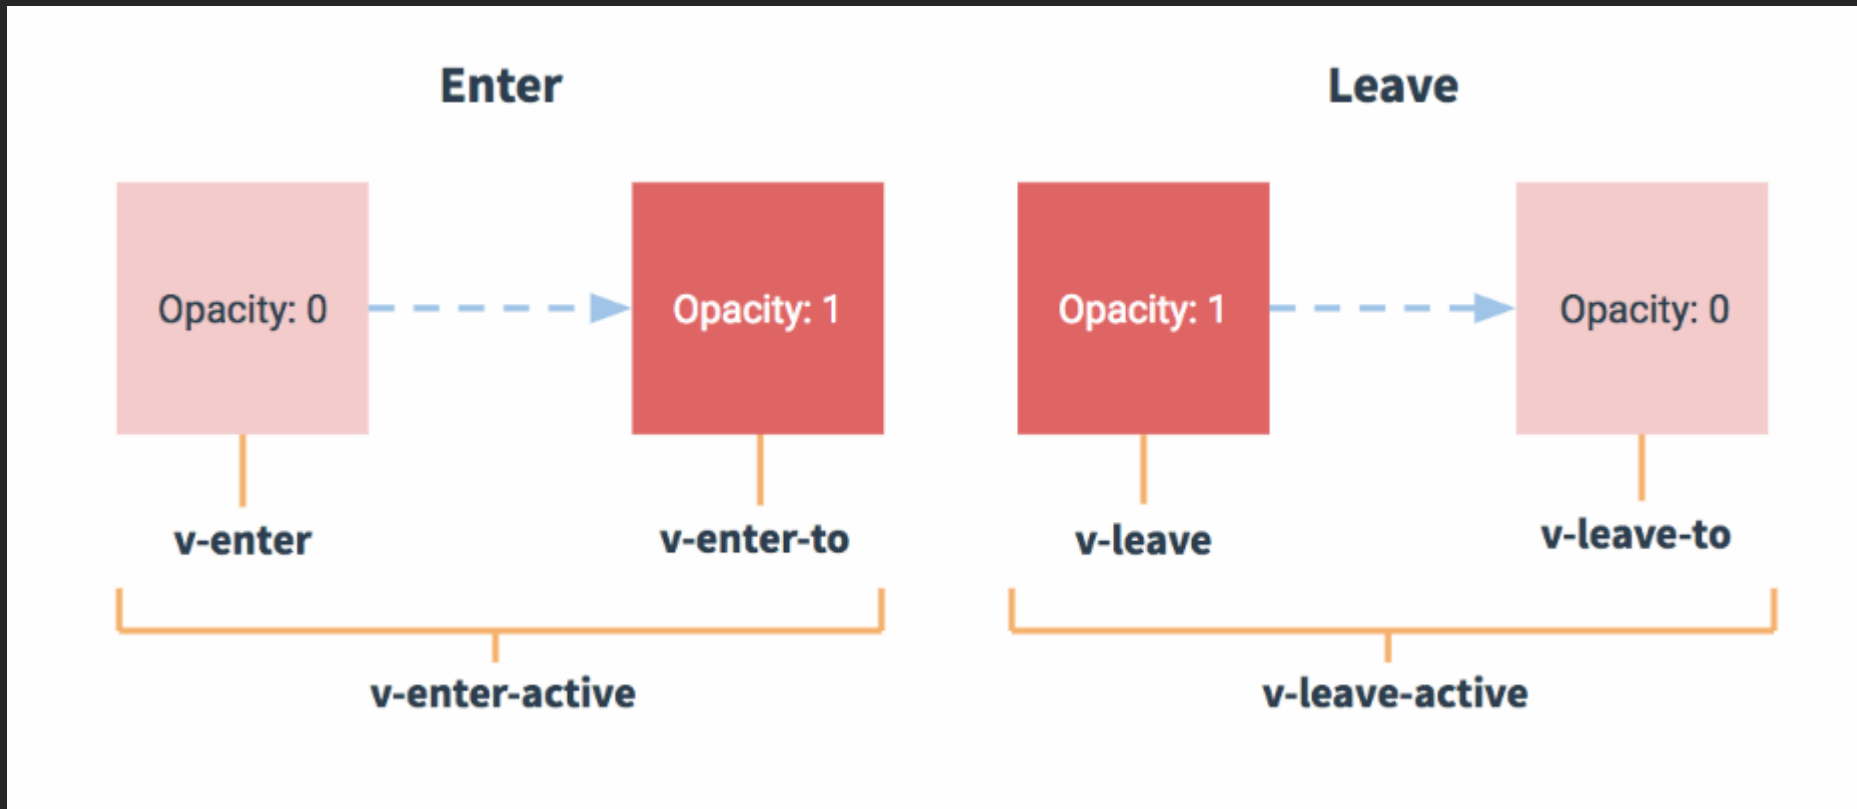 Enter
Leave
Opacity: 0
Opacity: 1
Opacity: 1
Opacity: 0
v-enter
v-enter-to
v-leave
v-leave-to
v-enter-active
v-leave-active